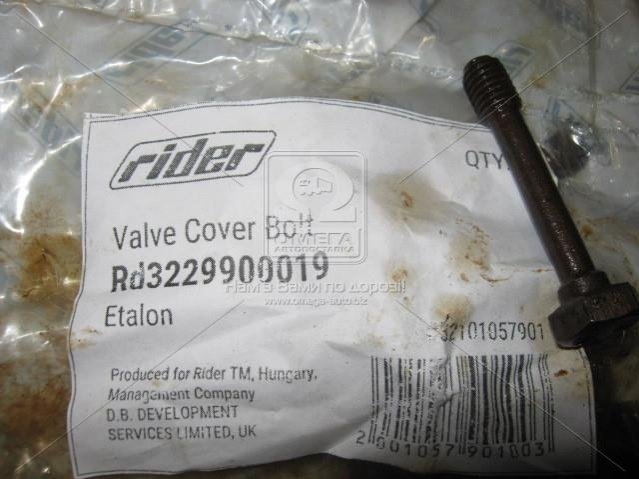 rider
QTY:
Valve Cover Bolt
Rd3229900019
Etalon
ОМЕГА
АВТОПОСТАВКА
Нам з Вами по дорозі!
www.omega-auto.biz
52101057901
Produced for Rider TM, Hungary.
Management Company
D.B. DEVELOPMENT
SERVICES LIMITED, UK
2001057901003